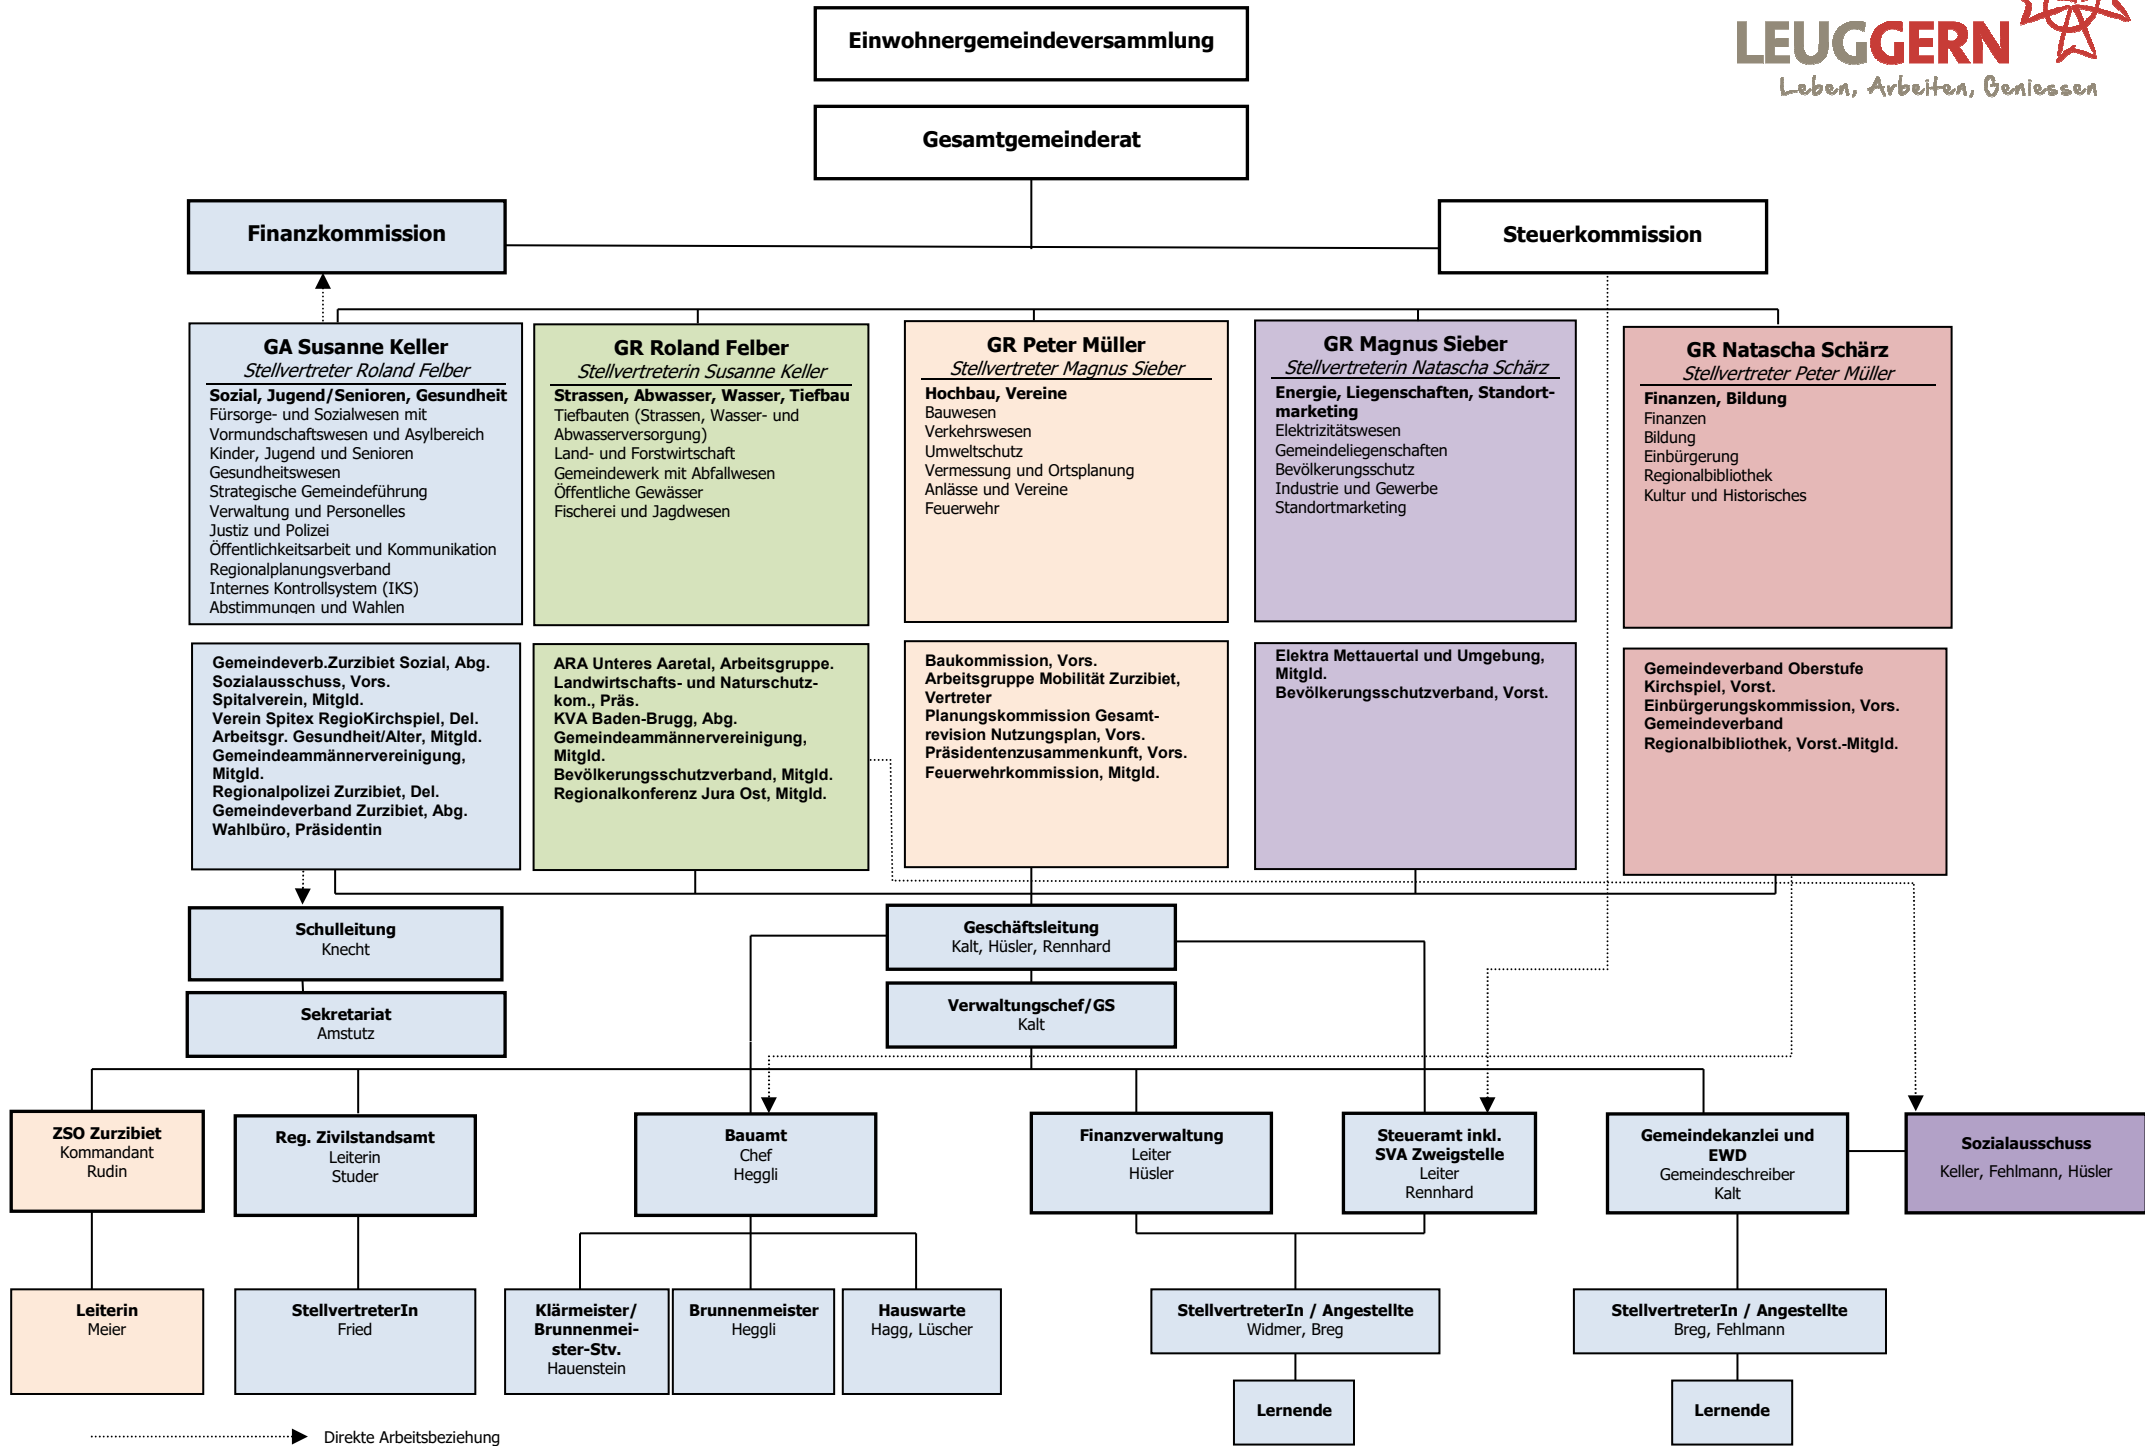 Einwohnergemeindeversammlung
LEUGGERN
Leben, Arbeiten, Geniessen
Gesamtgemeinderat
Finanzkommission
Steuerkommission
GA Susanne Keller
Stellvertreter Roland Felber
Sozial, Jugend/Senioren, Gesundheit
Fürsorge- und Sozialwesen mit
Vormundschaftswesen und Asylbereich
Kinder, Jugend und Senioren
Gesundheitswesen
Strategische Gemeindeführung
Verwaltung und Personelles
Justiz und Polizei
Öffentlichkeitsarbeit und Kommunikation
Regionalplanungsverband
Internes Kontrollsystem (IKS)
Abstimmungen und Wahlen
GR Roland Felber
Stellvertreterin Susanne Keller
Strassen, Abwasser, Wasser, Tiefbau
Tiefbauten (Strassen, Wasser- und
Abwasserversorgung)
Land- und Forstwirtschaft
Gemeindewerk mit Abfallwesen
Öffentliche Gewässer
Fischerei und Jagdwesen
GR Peter Müller
Stellvertreter Magnus Sieber
Hochbau, Vereine
Bauwesen
Verkehrswesen
Umweltschutz
Vermessung und Ortsplanung
Anlässe und Vereine
Feuerwehr
GR Magnus Sieber
Stellvertreterin Natascha Schärz
Energie, Liegenschaften, Standort-
marketing
Elektrizitätswesen
Gemeindeliegenschaften
Bevölkerungsschutz
Industrie und Gewerbe
Standortmarketing
GR Natascha Schärz
Stellvertreter Peter Müller
Finanzen, Bildung
Finanzen
Bildung
Einbürgerung
Regionalbibliothek
Kultur und Historisches
Gemeindeverb.Zurzibiet Sozial, Abg.
Sozialausschuss, Vors.
Spitalverein, Mitgld.
Verein Spitex RegioKirchspiel, Del.
Arbeitsgr. Gesundheit/Alter, Mitgld.
Gemeindeammännervereinigung,
Mitgld.
Regionalpolizei Zurzibiet, Del.
Gemeindeverband Zurzibiet, Abg.
Wahlbüro, Präsidentin
ARA Unteres Aaretal, Arbeitsgruppe.
Landwirtschafts- und Naturschutz-
kom., Präs.
KVA Baden-Brugg, Abg.
Gemeindeammännervereinigung,
Mitgld.
Bevölkerungsschutzverband, Mitgld.
Regionalkonferenz Jura Ost, Mitgld.
Baukommission, Vors.
Arbeitsgruppe Mobilität Zurzibiet,
Vertreter
Planungskommission Gesamt-
revision Nutzungsplan, Vors.
Präsidentenzusammenkunft, Vors.
Feuerwehrkommission, Mitgld.
Elektra Mettauertal und Umgebung,
Mitgld.
Bevölkerungsschutzverband, Vorst.
Gemeindeverband Oberstufe
Kirchspiel, Vorst.
Einbürgerungskommission, Vors.
Gemeindeverband
Regionalbibliothek, Vorst.-Mitgld.
Schulleitung
Knecht
Geschäftsleitung
Kalt, Hüsler, Rennhard
Sekretariat
Amstutz
Verwaltungschef/GS
Kalt
ZSO Zurzibiet
Kommandant
Rudin
Reg. Zivilstandsamt
Leiterin
Studer
Bauamt
Chef
Heggli
Finanzverwaltung
Leiter
Hüsler
Steueramt inkl.
SVA Zweigstelle
Leiter
Rennhard
Gemeindekanzlei und
EWD
Gemeindeschreiber
Kalt
Sozialausschuss
Keller, Fehlmann, Hüsler
Leiterin
Meier
StellvertreterIn
Fried
Klärmeister/
Brunnenmei-
ster-Stv.
Hauenstein
Brunnenmeister
Heggli
Hauswarte
Hagg, Lüscher
StellvertreterIn / Angestellte
Widmer, Breg
StellvertreterIn / Angestellte
Breg, Fehlmann
Lernende
Lernende
Direkte Arbeitsbeziehung